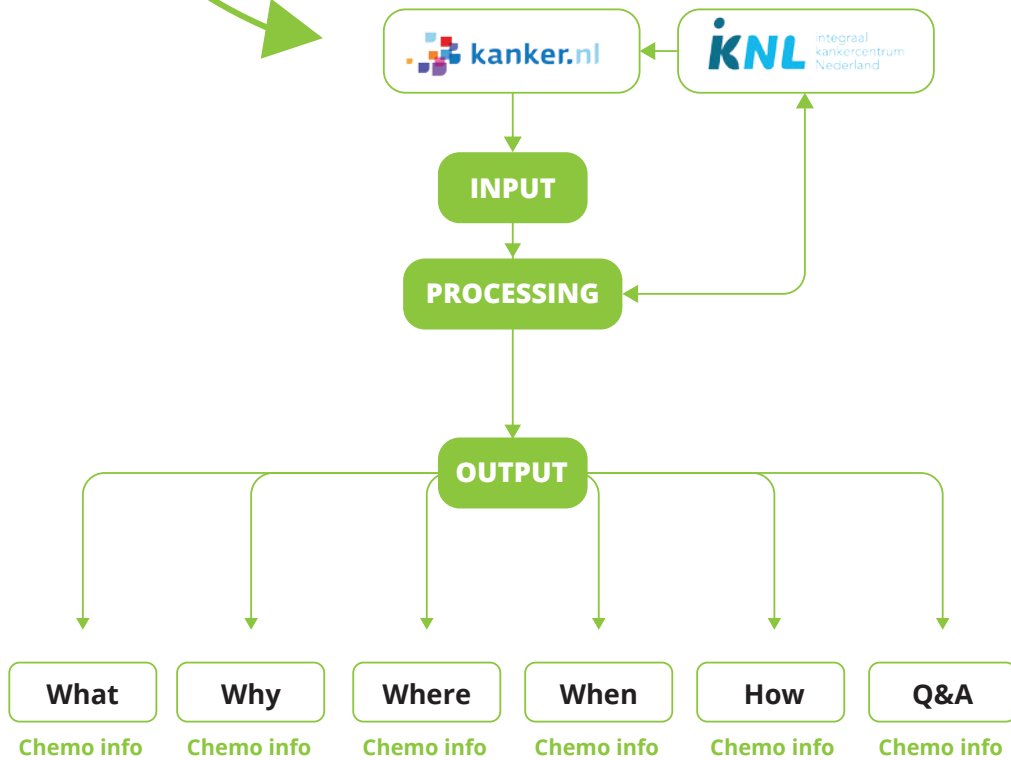 kanker.nl
iKNL
integraal
kankercentrum
Nederland
INPUT
PROCESSING
OUTPUT
What
Why
Where
When
How
Q&A
Chemo info
Chemo info
Chemo info
Chemo info
Chemo info
Chemo info